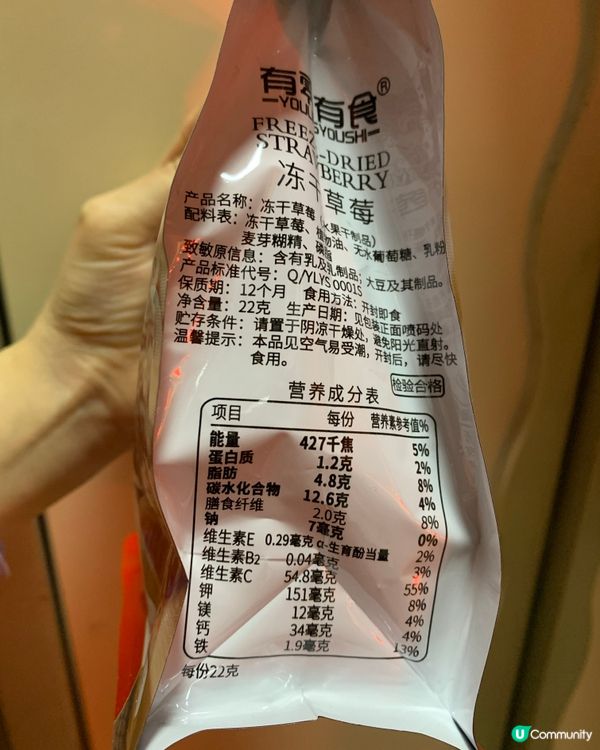 有零有食®
—YOULINGYOUSHI—
FREEZE-DRIED
STRAWBERRY
冻干草莓
产品名称：冻干草莓（水果干制品）
配料表：冻干草莓、植物油、无水葡萄糖、乳粉
麦芽糊精、磷脂
致敏原信息：含有乳及乳制品；大豆及其制品。
产品标准代号：Q/YLYS 0001S
保质期：12个月 食用方法：开封即食
净含量：22克 生产日期：见包装正面喷码处
贮存条件：请置于阴凉干燥处，避免阳光直射。
温馨提示：本品见空气易受潮，开封后，请尽快
食用。
检验合格
营养成分表
项目 每份 营养素参考值%
能量 427千焦 5%
蛋白质 1.2克 2%
脂肪 4.8克 8%
碳水化合物 12.6克 4%
膳食纤维 2.0克 8%
钠 7毫克 0%
维生素E 0.29毫克 α-生育酚当量 2%
维生素B2 0.04毫克 3%
维生素C 54.8毫克 55%
钾 151毫克 8%
镁 12毫克 4%
钙 34毫克 4%
铁 1.9毫克 13%
每份22克
U Community